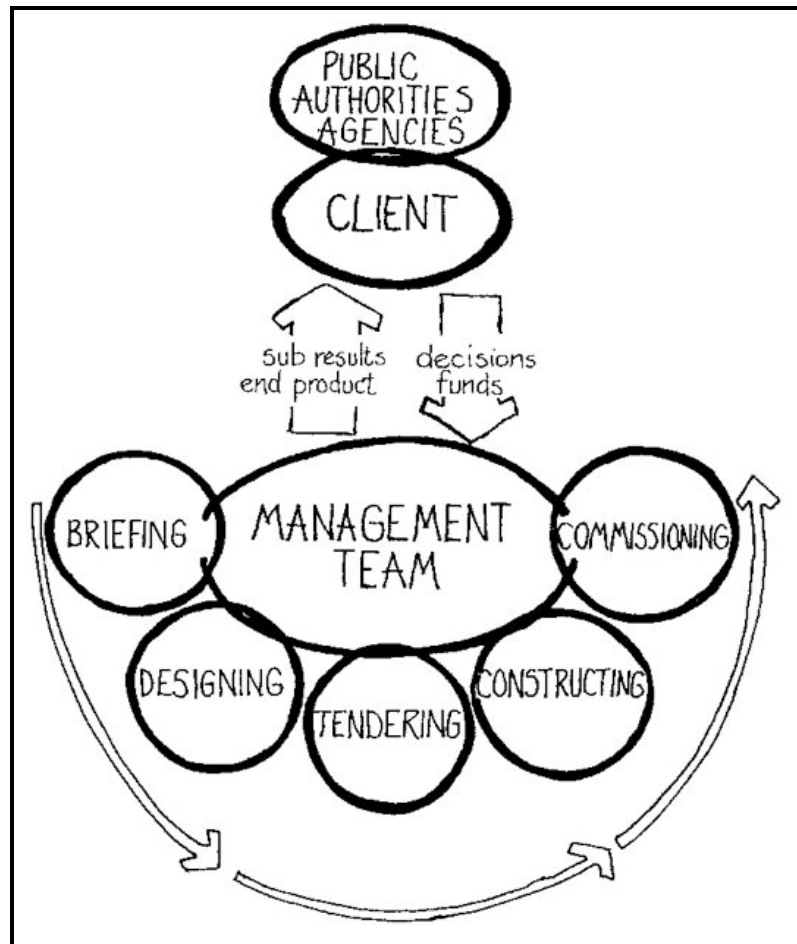 PUBLIC
AUTHORITIES
AGENCIES
CLIENT
sub results
end product
decisions
funds
MANAGEMENT
TEAM
BRIEFING
DESIGNING
TENDERING
CONSTRUCTING
COMMISSIONING